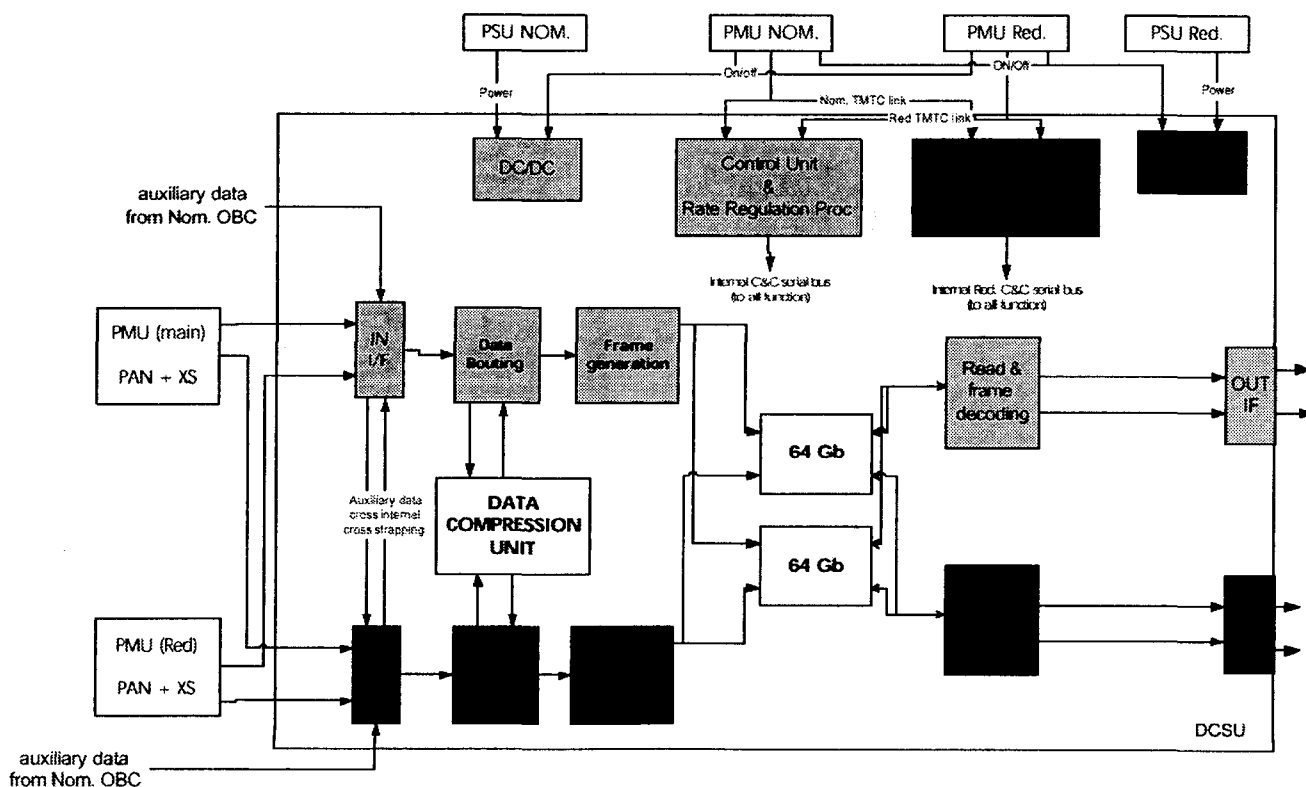 PSU NOM.
PMU NOM.
PMU Red.
PSU Red.
On/off
ON/Off
Power
Power
Nom. TMTC link
Red TMTC link
DC/DC
Control Unit
&
Rate Regulation Proc
auxiliary data
from Nom. OBC
Internal C&C serial bus
(to all function)
Internal Red. C&C serial bus
(to all function)
PMU (main)
PAN + XS
IN
I/F
Data
Routing
Frame
generation
Read &
frame
decoding
OUT
IF
64 Gb
Auxiliary data
cross internal
cross strapping
DATA
COMPRESSION
UNIT
64 Gb
PMU (Red)
PAN + XS
DCSU
auxiliary data
from Nom. OBC